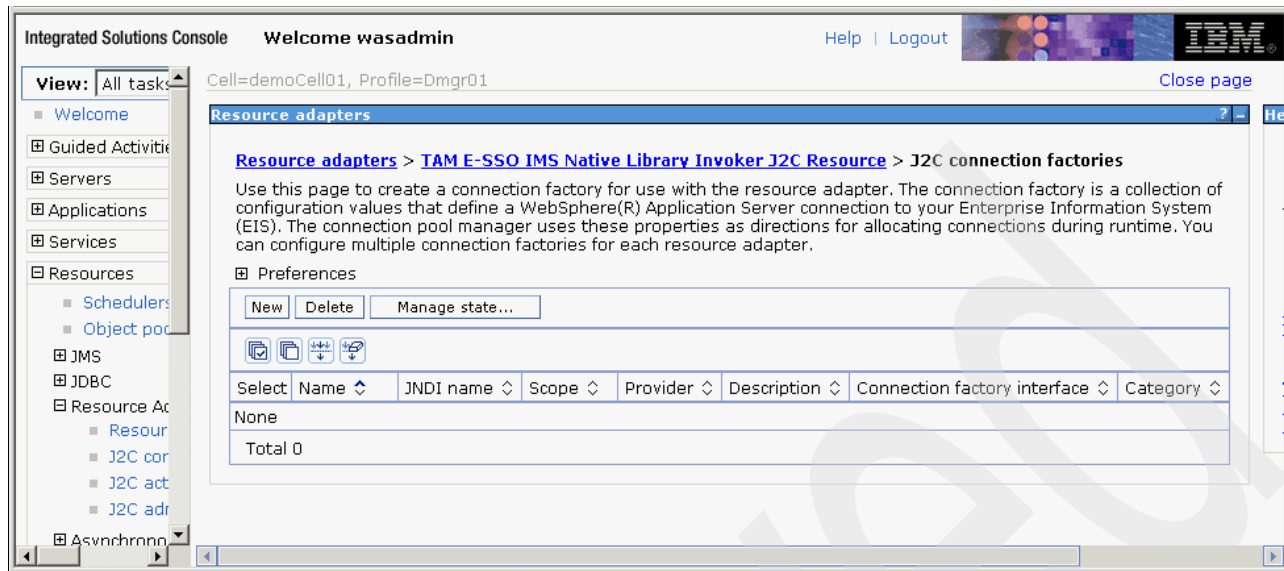 Integrated Solutions Console Welcome wasadmin Help | Logout IBM®
View: All tasks Cell=demoCell01, Profile=Dmgr01 Close page
Welcome
Resource adapters ? – He
Guided Activitie
Resource adapters > TAM E-SSO IMS Native Library Invoker J2C Resource > J2C connection factories
Servers
Use this page to create a connection factory for use with the resource adapter. The connection factory is a collection of
configuration values that define a WebSphere(R) Application Server connection to your Enterprise Information System
(EIS). The connection pool manager uses these properties as directions for allocating connections during runtime. You
can configure multiple connection factories for each resource adapter.
Applications
Services
Resources
Preferences
Schedulers
New Delete Manage state...
Object poo
JMS
JDBC
Select Name JNDI name Scope Provider Description Connection factory interface Category
Resource Ad
None
Resour
Total 0
J2C con
J2C act
J2C adm
Asynchrono